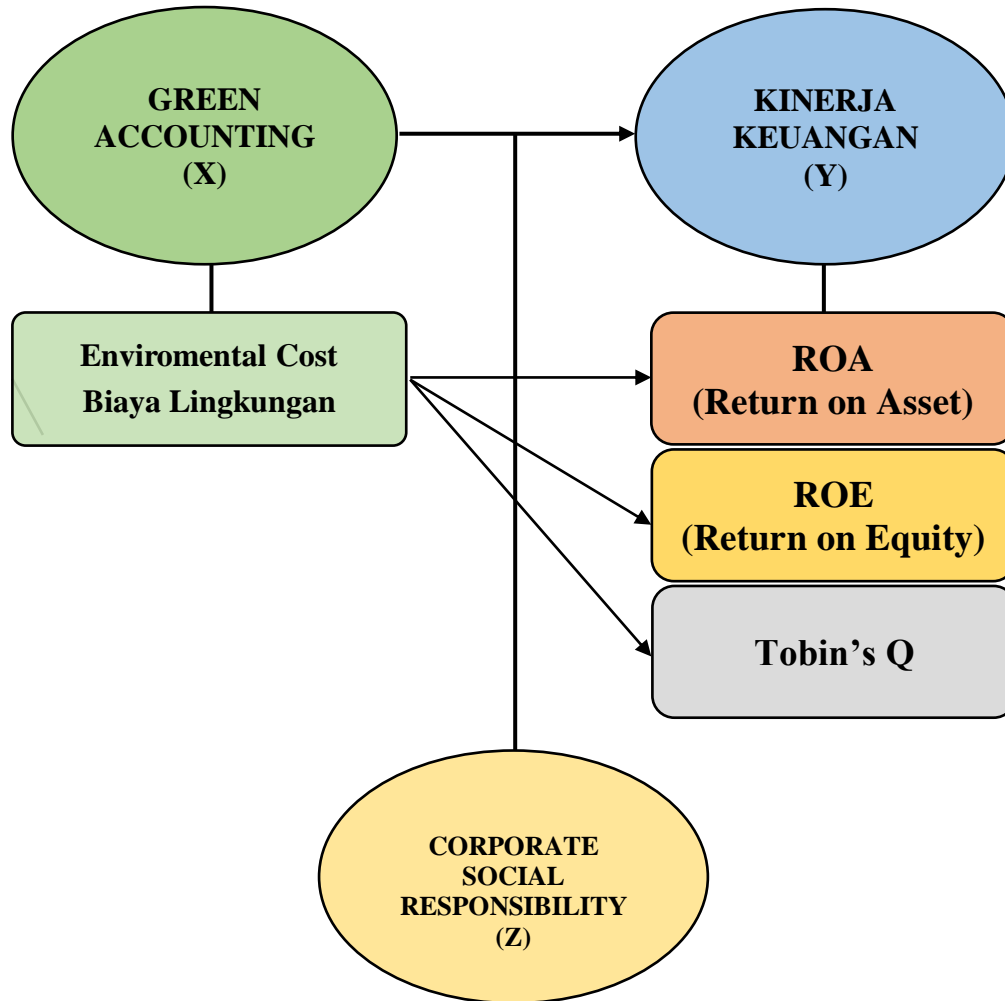 GREEN
ACCOUNTING
(X)
KINERJA
KEUANGAN
(Y)
Enviromental Cost
Biaya Lingkungan
ROA
(Return on Asset)
ROE
(Return on Equity)
Tobin’s Q
CORPORATE
SOCIAL
RESPONSIBILITY
(Z)